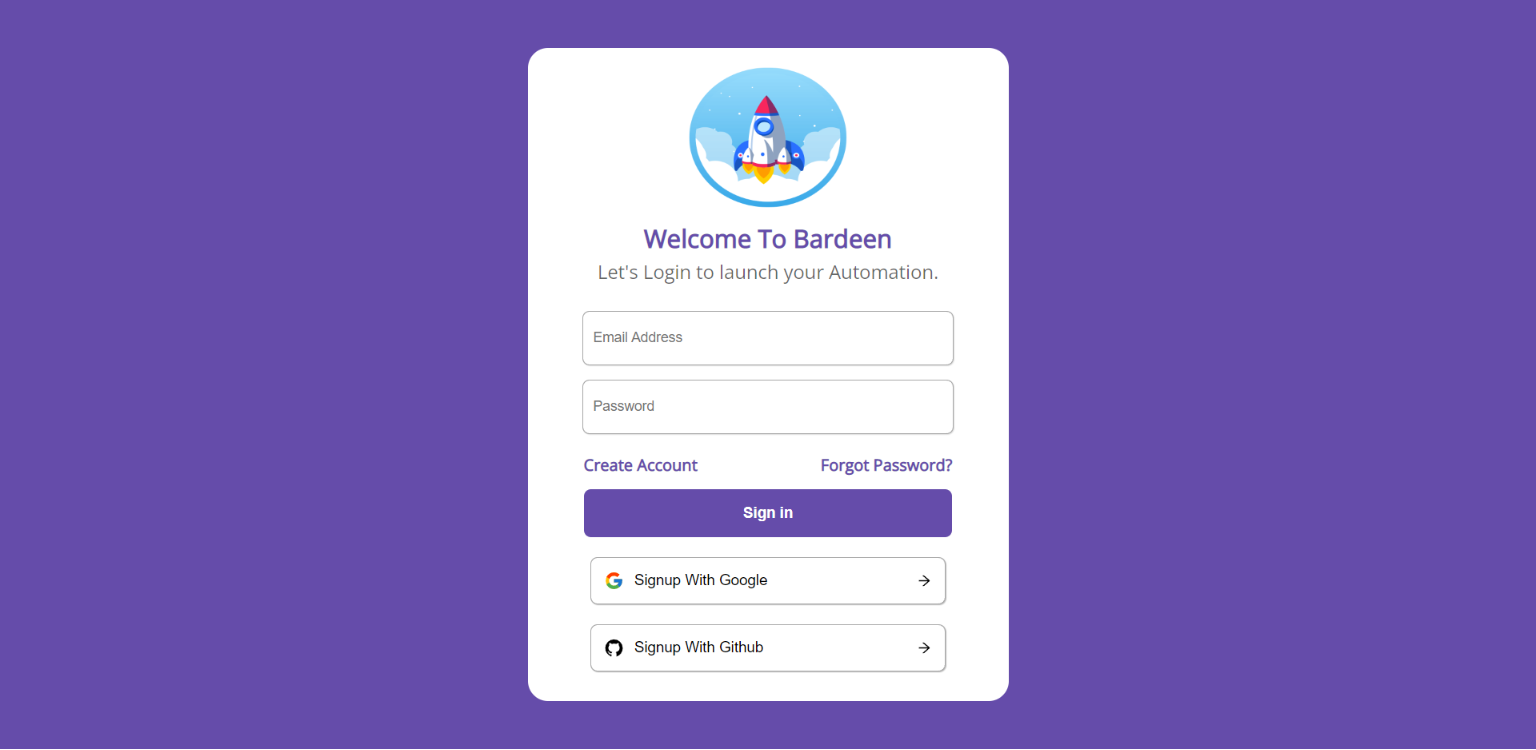 Welcome To Bardeen
Let's Login to launch your Automation.
Email Address
Password
Create Account Forgot Password?
Sign in
Signup With Google
Signup With Github